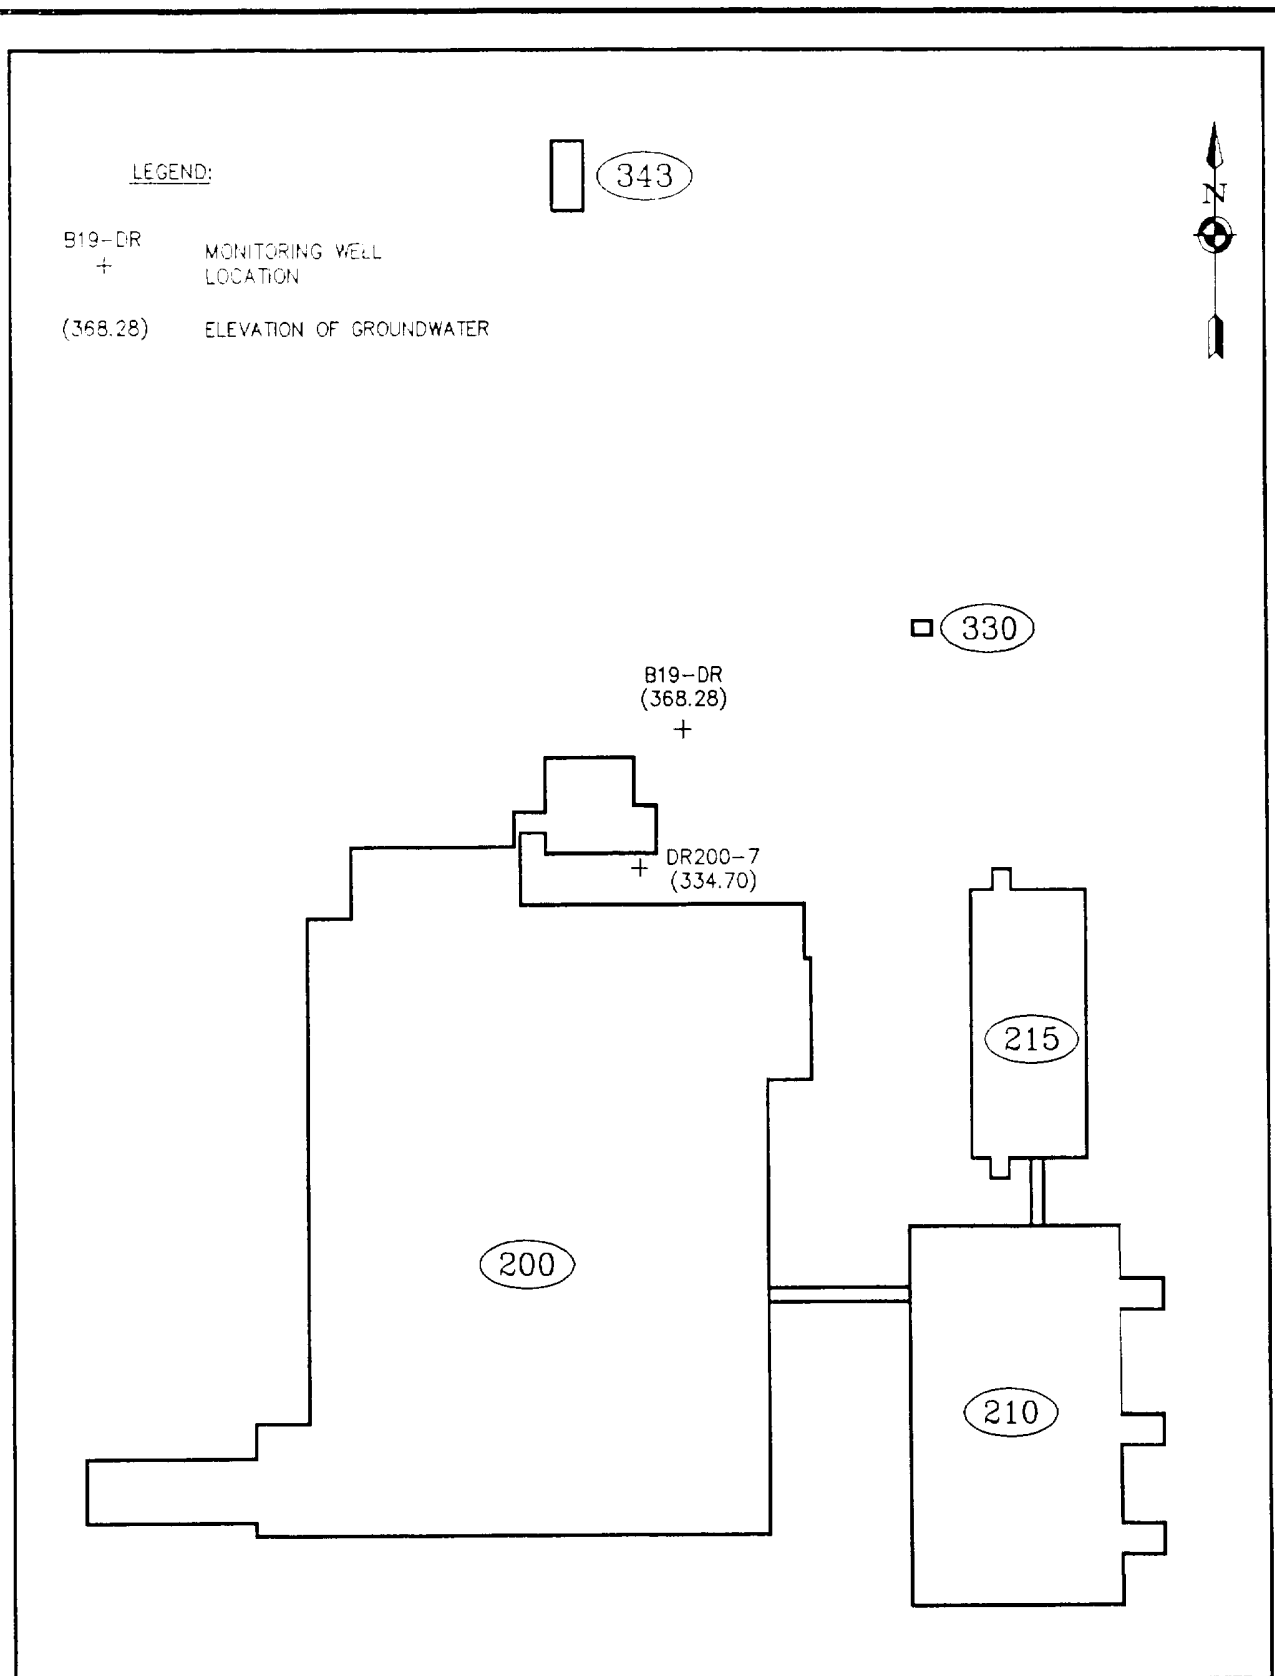 LEGEND:
343
N
B19-DR
+
MONITORING WELL
LOCATION
(368.28)
ELEVATION OF GROUNDWATER
330
B19-DR
(368.28)
+
+
DR200-7
(334.70)
215
200
210